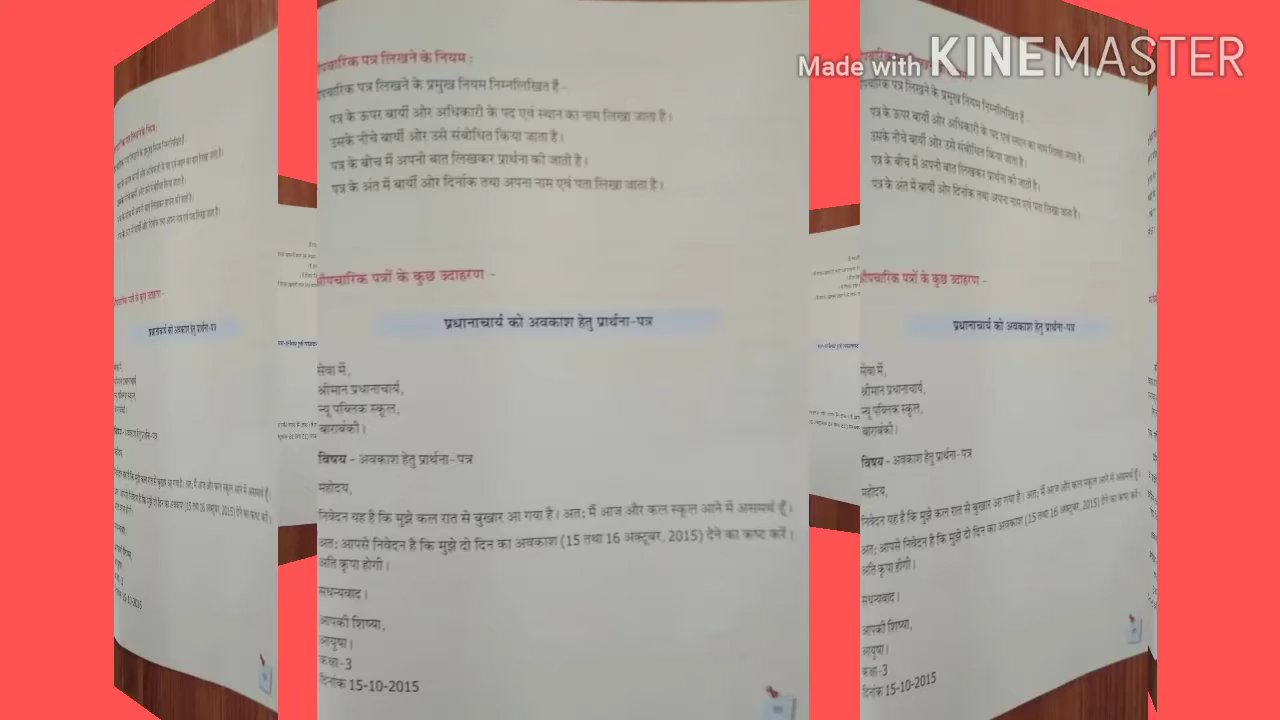 Made with KINEMASTER
औपचारिक पत्र लिखने के नियम :
औपचारिक पत्र लिखने के प्रमुख नियम निम्नलिखित हैं -
पत्र के ऊपर बायीं ओर अधिकारी के पद एवं स्थान का नाम लिखा जाता है।
उसके नीचे बायीं ओर उसे संबोधित किया जाता है।
पत्र के बीच में अपनी बात लिखकर प्रार्थना की जाती है।
पत्र के अंत में बायीं ओर दिनांक तथा अपना नाम एवं पता लिखा जाता है।
औपचारिक पत्रों के कुछ उदाहरण -
प्रधानाचार्य को अवकाश हेतु प्रार्थना-पत्र
सेवा में,
श्रीमान प्रधानाचार्य,
न्यू पब्लिक स्कूल,
बाराबंकी।
विषय - अवकाश हेतु प्रार्थना-पत्र
महोदय,
निवेदन यह है कि मुझे कल रात से बुखार आ गया है। अत: मैं आज और कल स्कूल आने में असमर्थ हूँ।
अत: आपसे निवेदन है कि मुझे दो दिन का अवकाश (15 तथा 16 अक्टूबर, 2015) देने का कष्ट करें।
अति कृपा होगी।
सधन्यवाद।
आपकी शिष्या,
आयुषा।
कक्षा-3
दिनांक 15-10-2015